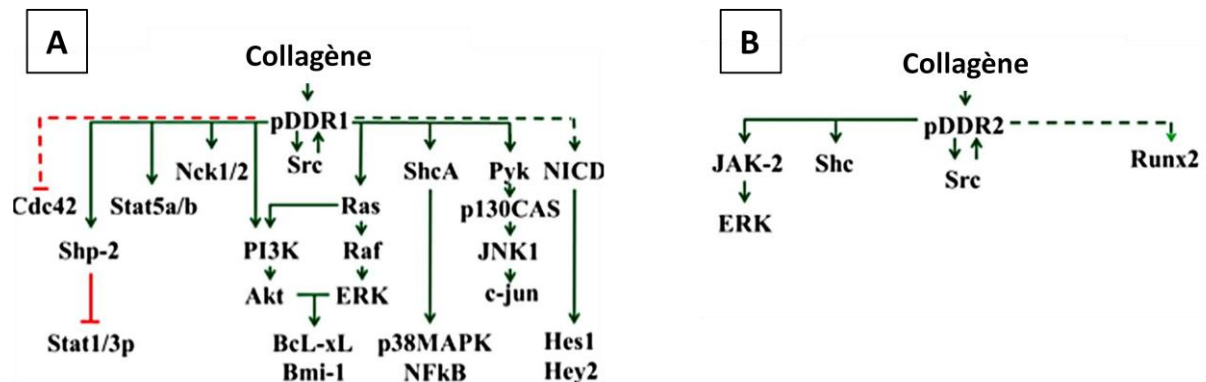 A
Collagène
pDDR1
Src
Nck1/2
ShcA
Pyk
NICD
Cdc42
Stat5a/b
Ras
p130CAS
Shp-2
PI3K
Raf
JNK1
Akt
ERK
c-jun
Stat1/3p
BcL-xL
Bmi-1
p38MAPK
NFkB
Hes1
Hey2
B
Collagène
pDDR2
JAK-2
Shc
Src
Runx2
ERK